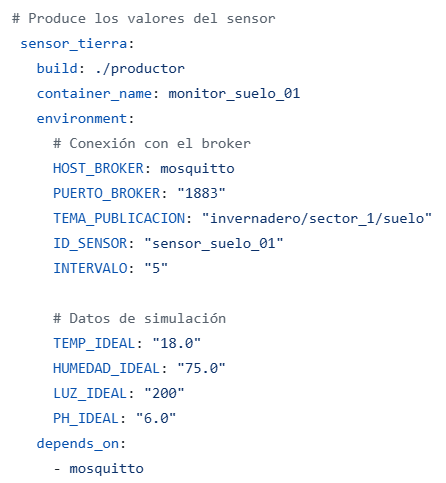 # Produce los valores del sensor
sensor_tierra:
build: ./productor
container_name: monitor_suelo_01
environment:
# Conexión con el broker
HOST_BROKER: mosquitto
PUERTO_BROKER: "1883"
TEMA_PUBLICACION: "invernadero/sector_1/suelo"
ID_SENSOR: "sensor_suelo_01"
INTERVALO: "5"
# Datos de simulación
TEMP_IDEAL: "18.0"
HUMEDAD_IDEAL: "75.0"
LUZ_IDEAL: "200"
PH_IDEAL: "6.0"
depends_on:
- mosquitto